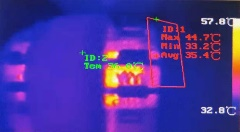 57.8℃
ID:1
Max 44.7℃
Min 33.2℃
Avg 35.4℃
ID:2
Tem
32.8℃